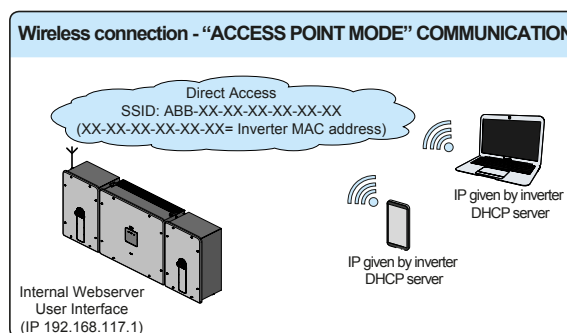 Wireless connection - “ACCESS POINT MODE” COMMUNICATION
Direct Access
SSID: ABB-XX-XX-XX-XX-XX-XX
(XX-XX-XX-XX-XX-XX= Inverter MAC address)
IP given by inverter
DHCP server
IP given by inverter
DHCP server
Internal Webserver
User Interface
(IP 192.168.117.1)